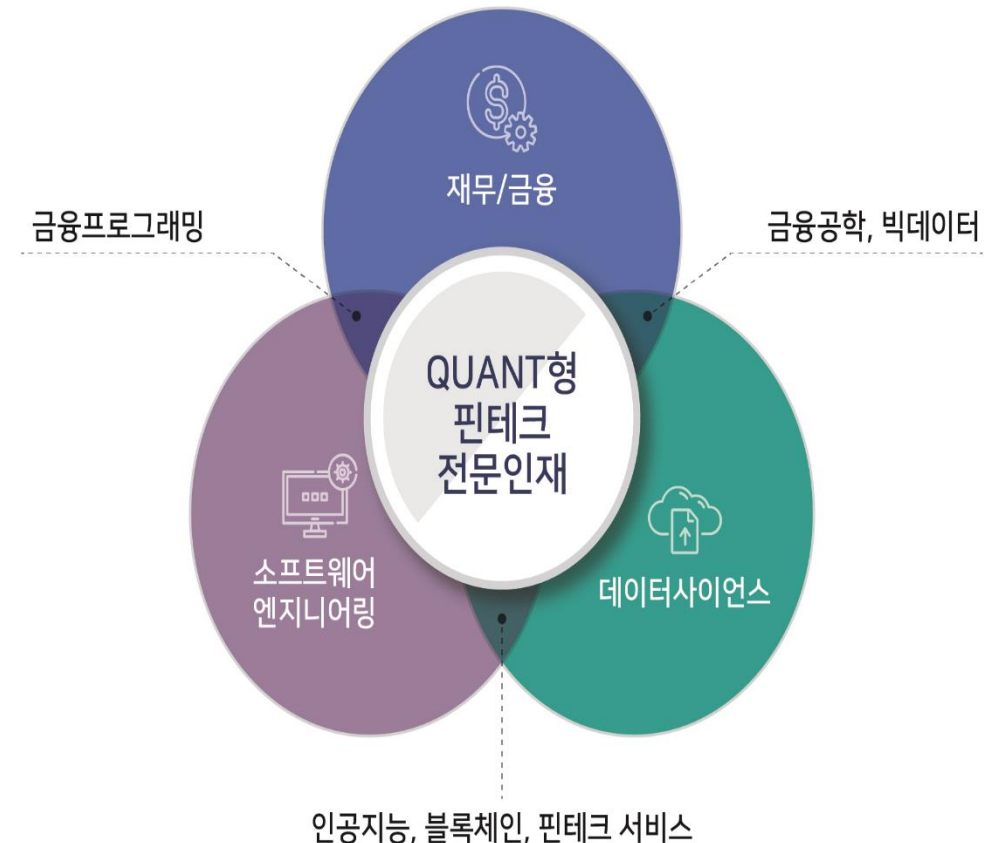 재무/금융
금융프로그래밍
금융공학, 빅데이터
QUANT형
핀테크
전문인재
소프트웨어
엔지니어링
데이터사이언스
인공지능, 블록체인, 핀테크 서비스